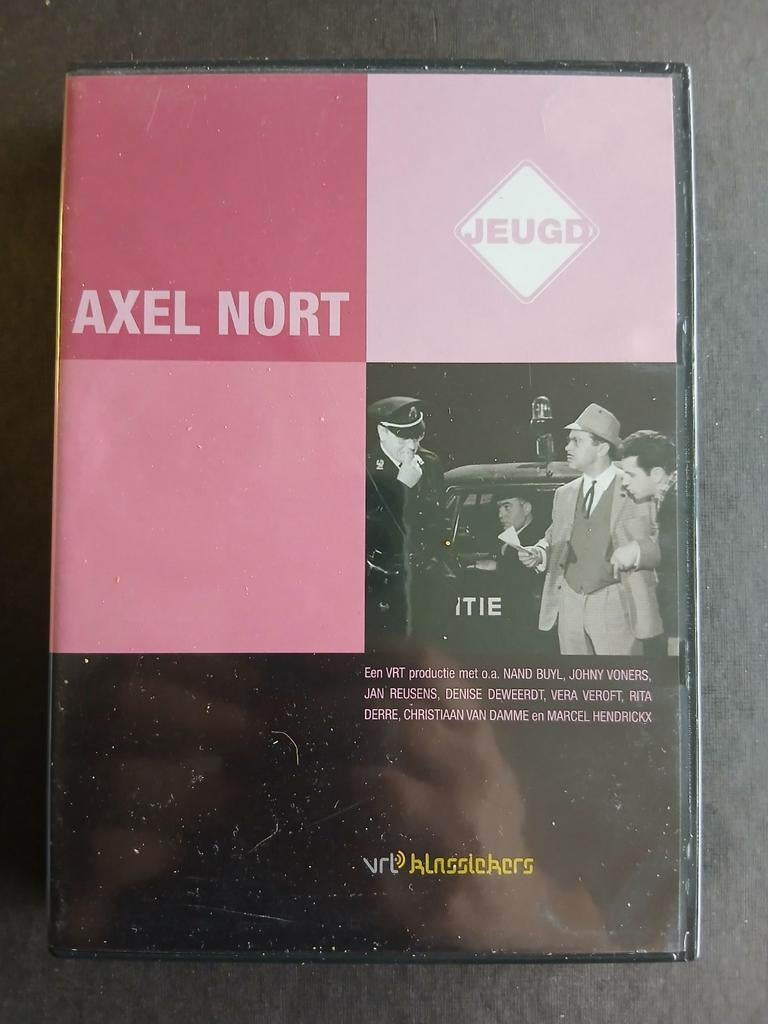 JEUGD
AXEL NORT
ITIE
Een VRT productie met o.a. NAND BUYL, JOHNY VONERS,
JAN REUSENS, DENISE DEWEERDT, VERA VEROFT, RITA
DERRE, CHRISTIAAN VAN DAMME en MARCEL HENDRICKX
vrt klassiekers